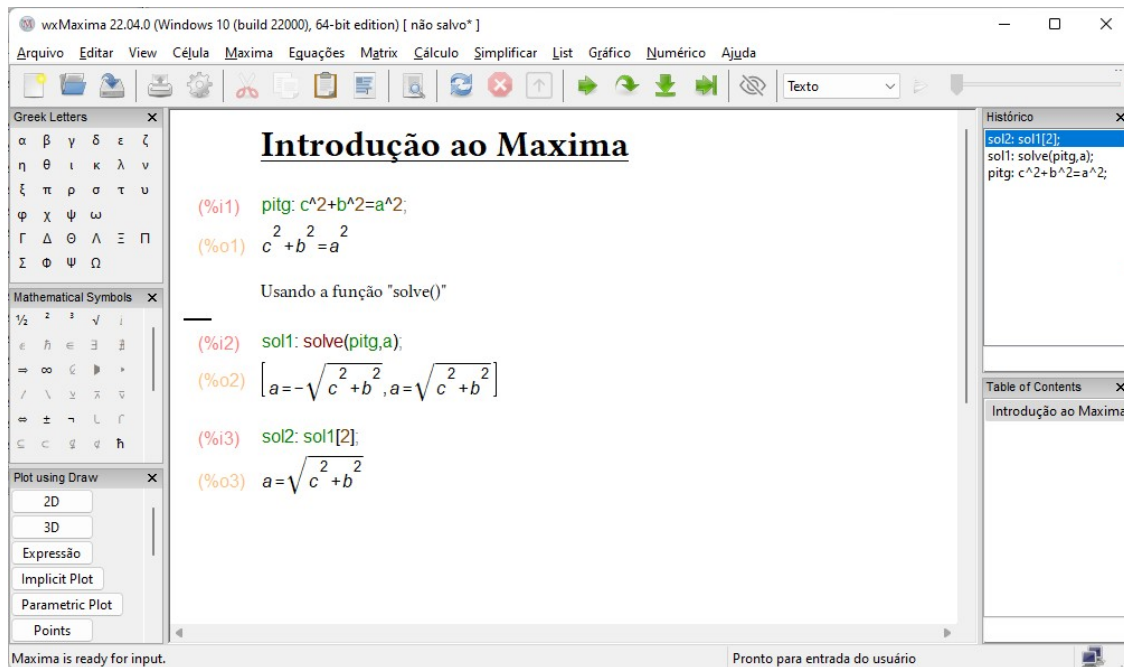 wxMaxima 22.04.0 (Windows 10 (build 22000), 64-bit edition) [ não salvo* ]
Arquivo Editar View Célula Maxima Equações Matrix Cálculo Simplificar List Gráfico Numérico Ajuda
Texto
Greek Letters
α β γ δ ε ζ
η θ ι κ λ ν
ξ π ρ σ τ υ
φ χ ψ ω
Γ Δ Θ Λ Ξ Π
Σ Φ Ψ Ω
Mathematical Symbols
½ ² ³ √
∈ ℏ ∈ ∃ ∄
⇒ ∞
/ \
⇔ ± ¬
⊆ ⊂ ħ
Plot using Draw
2D
3D
Expressão
Implicit Plot
Parametric Plot
Points
Introdução ao Maxima
(%i1) pitg: c^2+b^2=a^2;
(%o1) c²+b²=a²
Usando a função "solve()"
(%i2) sol1: solve(pitg,a);
(%o2) [a=-√(c²+b²),a=√(c²+b²)]
(%i3) sol2: sol1[2];
(%o3) a=√(c²+b²)
Histórico
sol2: sol1[2];
sol1: solve(pitg,a);
pitg: c^2+b^2=a^2;
Table of Contents
Introdução ao Maxima
Maxima is ready for input.
Pronto para entrada do usuário